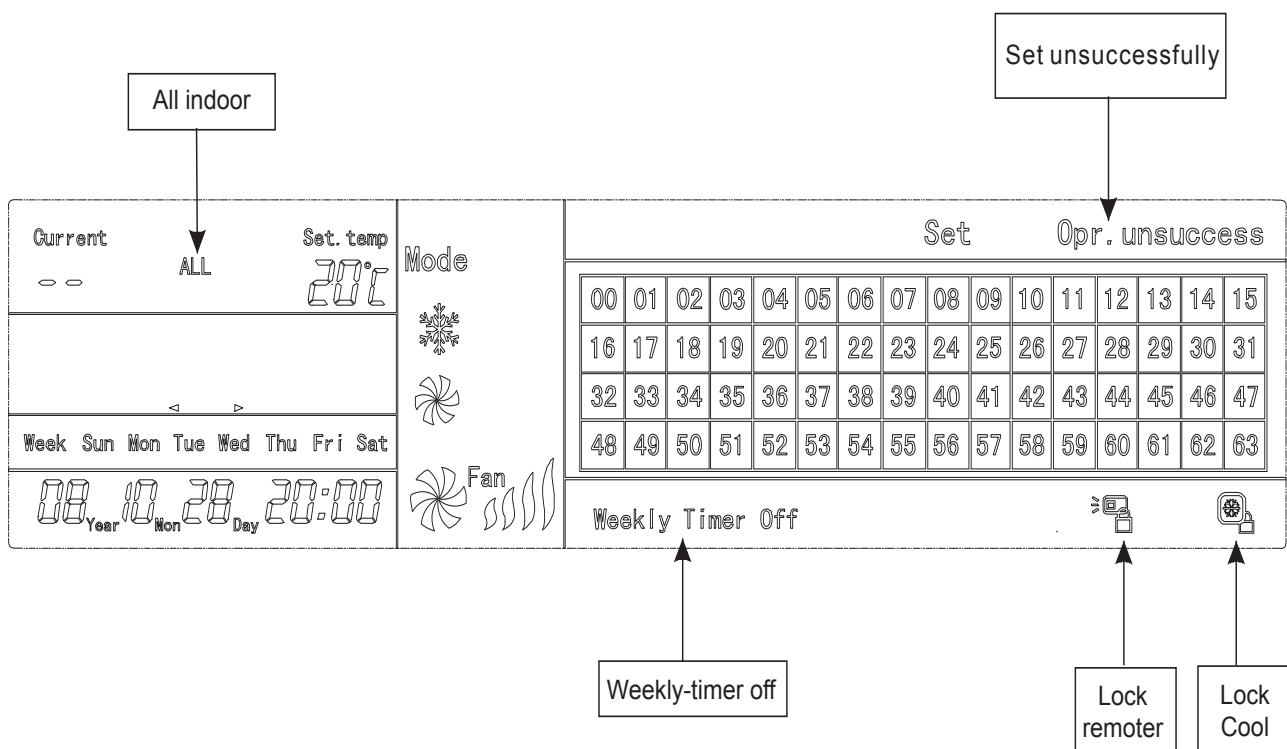 Set unsuccessfully
All indoor
Current
Set.temp
ALL
-- 20°C
Mode
Set Opr.unsuccess
00 01 02 03 04 05 06 07 08 09 10 11 12 13 14 15
16 17 18 19 20 21 22 23 24 25 26 27 28 29 30 31
32 33 34 35 36 37 38 39 40 41 42 43 44 45 46 47
48 49 50 51 52 53 54 55 56 57 58 59 60 61 62 63
Week Sun Mon Tue Wed Thu Fri Sat
08 Year 10 Mon 28 Day 20:00
Fan
Weekly Timer Off
Weekly-timer off
Lock
remoter
Lock
Cool